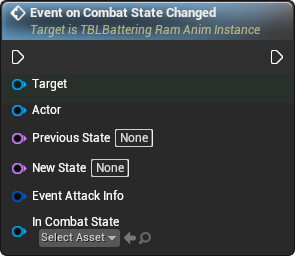 Event on Combat State Changed
Target is TBLBattering Ram Anim Instance
Target
Actor
Previous State None
New State None
Event Attack Info
In Combat State
Select Asset